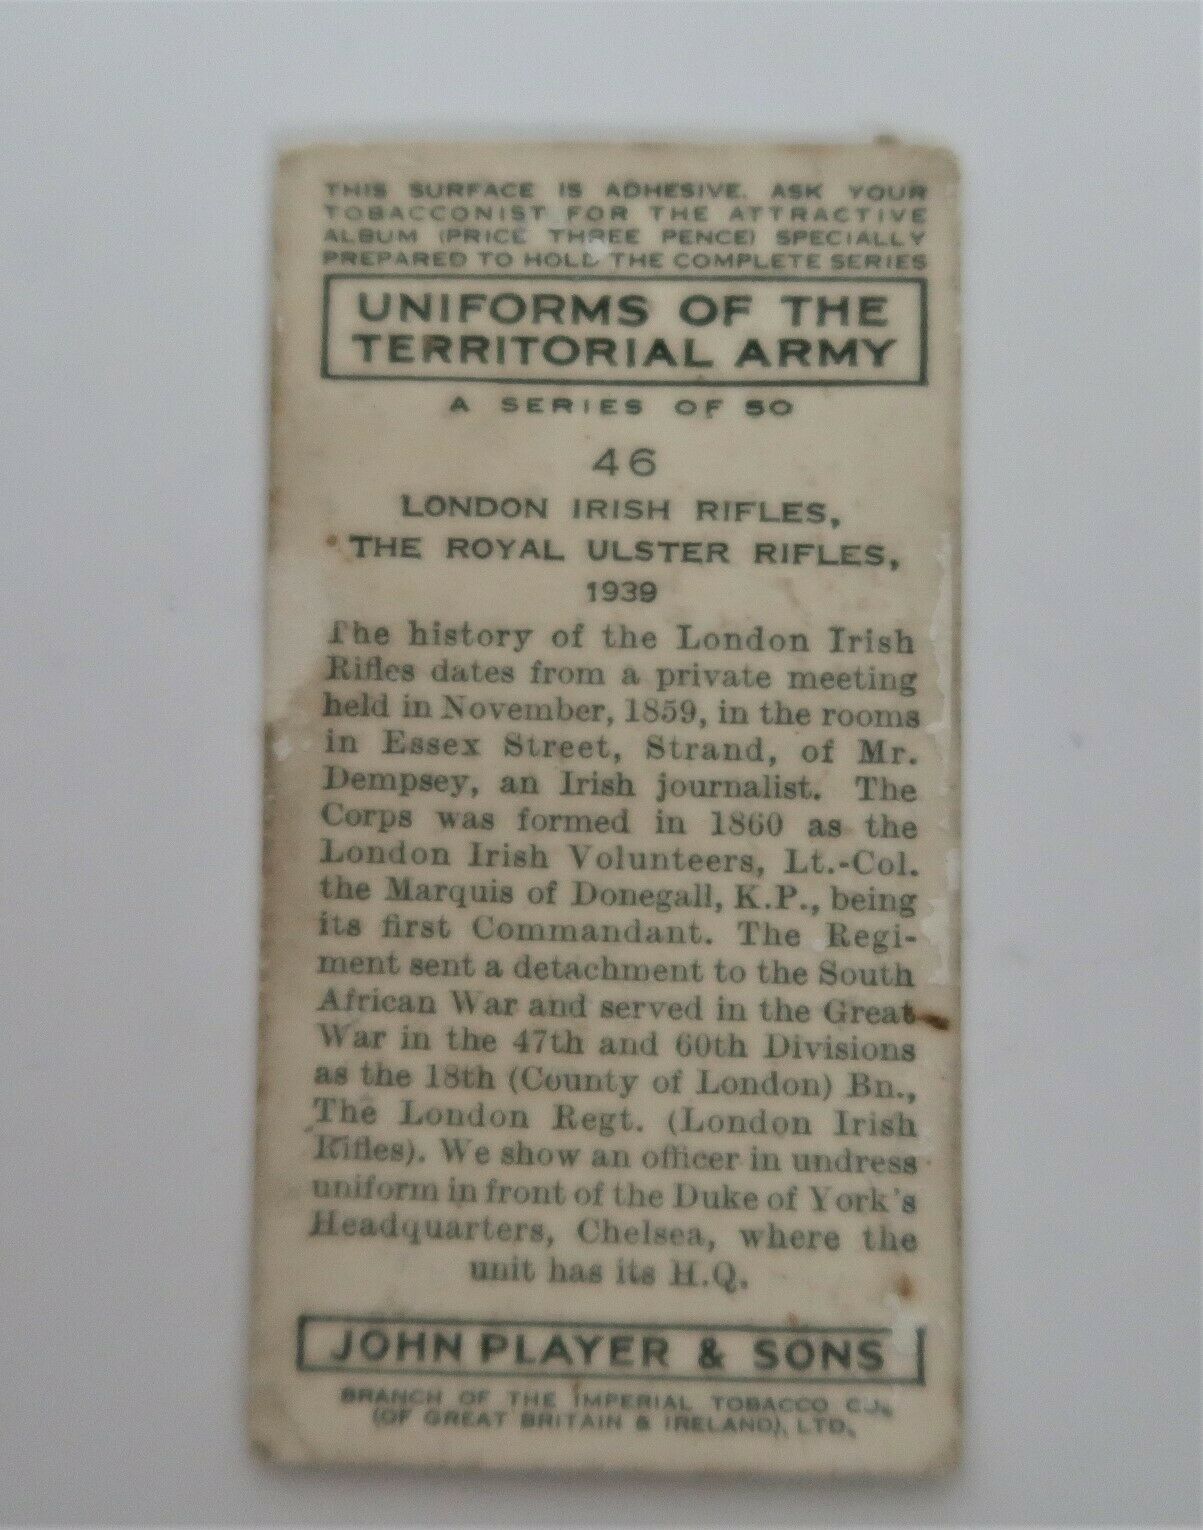 THIS SURFACE IS ADHESIVE. ASK YOUR
TOBACCONIST FOR THE ATTRACTIVE
ALBUM (PRICE THREE PENCE) SPECIALLY
PREPARED TO HOLD THE COMPLETE SERIES
UNIFORMS OF THE
TERRITORIAL ARMY
A SERIES OF 50
46
LONDON IRISH RIFLES,
THE ROYAL ULSTER RIFLES,
1939
The history of the London Irish
Rifles dates from a private meeting
held in November, 1859, in the rooms
in Essex Street, Strand, of Mr.
Dempsey, an Irish journalist. The
Corps was formed in 1860 as the
London Irish Volunteers, Lt.-Col.
the Marquis of Donegall, K.P., being
its first Commandant. The Regi-
ment sent a detachment to the South
African War and served in the Great
War in the 47th and 60th Divisions
as the 18th (County of London) Bn.,
The London Regt. (London Irish
Rifles). We show an officer in undress
uniform in front of the Duke of York's
Headquarters, Chelsea, where the
unit has its H.Q.
JOHN PLAYER & SONS
BRANCH OF THE IMPERIAL TOBACCO CO.
(OF GREAT BRITAIN & IRELAND), LTD.